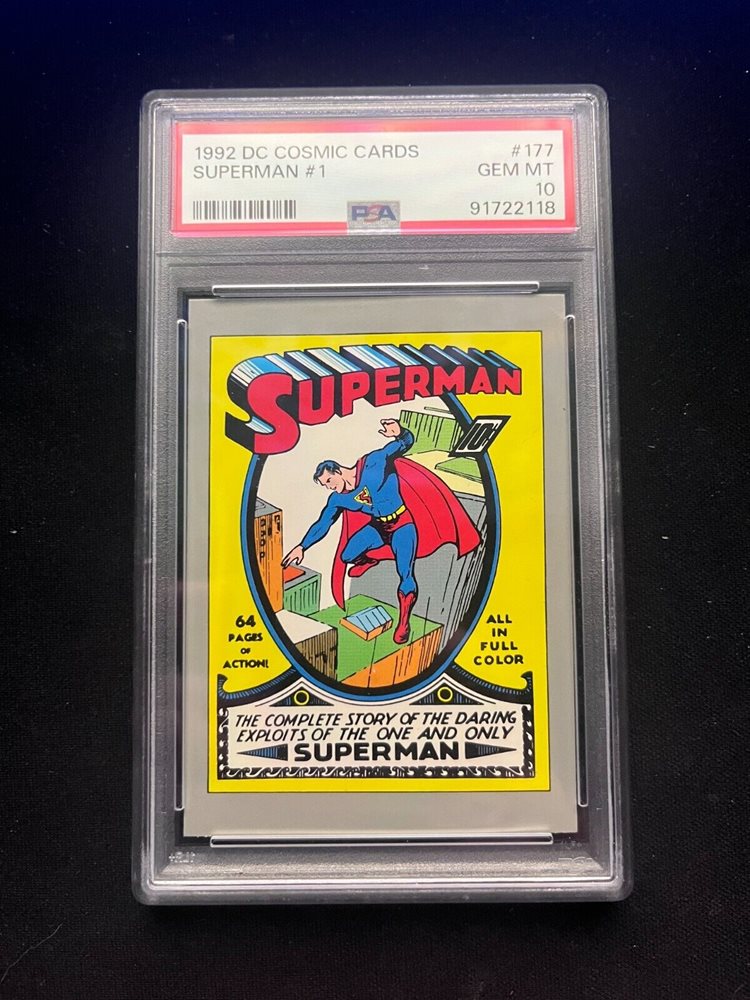 1992 DC COSMIC CARDS #177
SUPERMAN #1 GEM MT
10
PSA 91722118
SUPERMAN
10¢
64
PAGES
OF
ACTION!
ALL
IN
FULL
COLOR
THE COMPLETE STORY OF THE DARING
EXPLOITS OF THE ONE AND ONLY
SUPERMAN